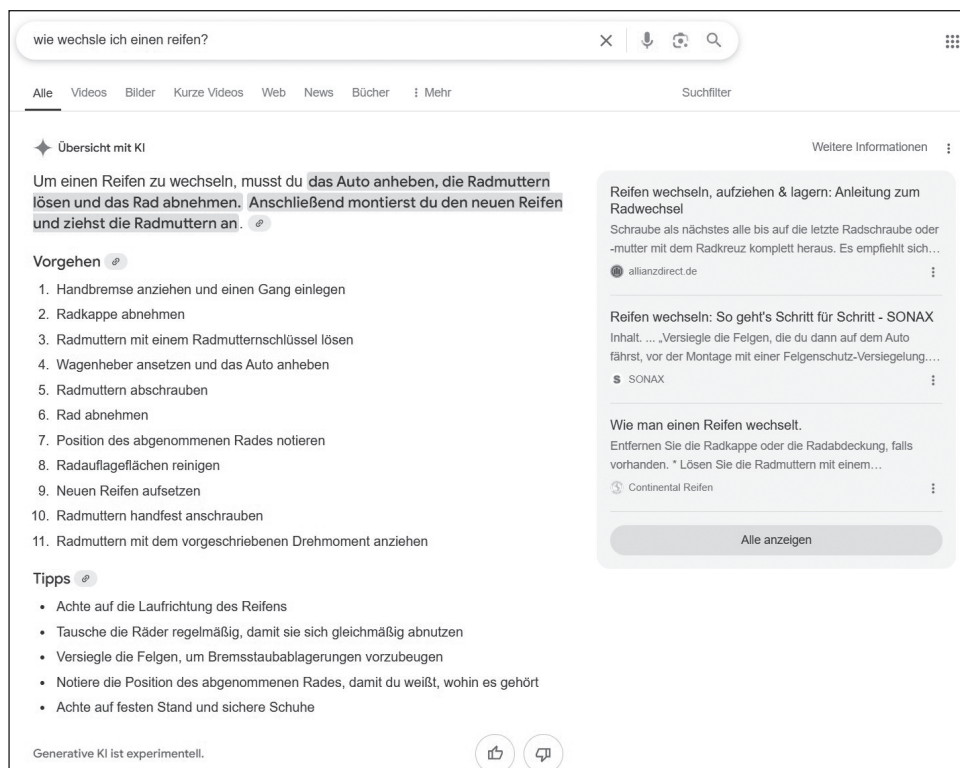 wie wechsle ich einen reifen?
Alle Videos Bilder Kurze Videos Web News Bücher Mehr Suchfilter
Übersicht mit KI
Um einen Reifen zu wechseln, musst du das Auto anheben, die Radmuttern
lösen und das Rad abnehmen. Anschließend montierst du den neuen Reifen
und ziehst die Radmuttern an.
Vorgehen
1. Handbremse anziehen und einen Gang einlegen
2. Radkappe abnehmen
3. Radmuttern mit einem Radmutternschlüssel lösen
4. Wagenheber ansetzen und das Auto anheben
5. Radmuttern abschrauben
6. Rad abnehmen
7. Position des abgenommenen Rades notieren
8. Radauflageflächen reinigen
9. Neuen Reifen aufsetzen
10. Radmuttern handfest anschrauben
11. Radmuttern mit dem vorgeschriebenen Drehmoment anziehen
Tipps
• Achte auf die Laufrichtung des Reifens
• Tausche die Räder regelmäßig, damit sie sich gleichmäßig abnutzen
• Versiegle die Felgen, um Bremsstaubablagerungen vorzubeugen
• Notiere die Position des abgenommenen Rades, damit du weißt, wohin es gehört
• Achte auf festen Stand und sichere Schuhe
Generative KI ist experimentell.
Weitere Informationen
Reifen wechseln, aufziehen & lagern: Anleitung zum
Radwechsel
Schraube als nächstes alle bis auf die letzte Radschraube oder
-mutter mit dem Radkreuz komplett heraus. Es empfiehlt sich…
allianzdirect.de
Reifen wechseln: So geht's Schritt für Schritt - SONAX
Inhalt. ... „Versiegle die Felgen, die du dann auf dem Auto
fährst, vor der Montage mit einer Felgenschutz-Versiegelung.…
S SONAX
Wie man einen Reifen wechselt.
Entfernen Sie die Radkappe oder die Radabdeckung, falls
vorhanden. * Lösen Sie die Radmuttern mit einem…
Continental Reifen
Alle anzeigen